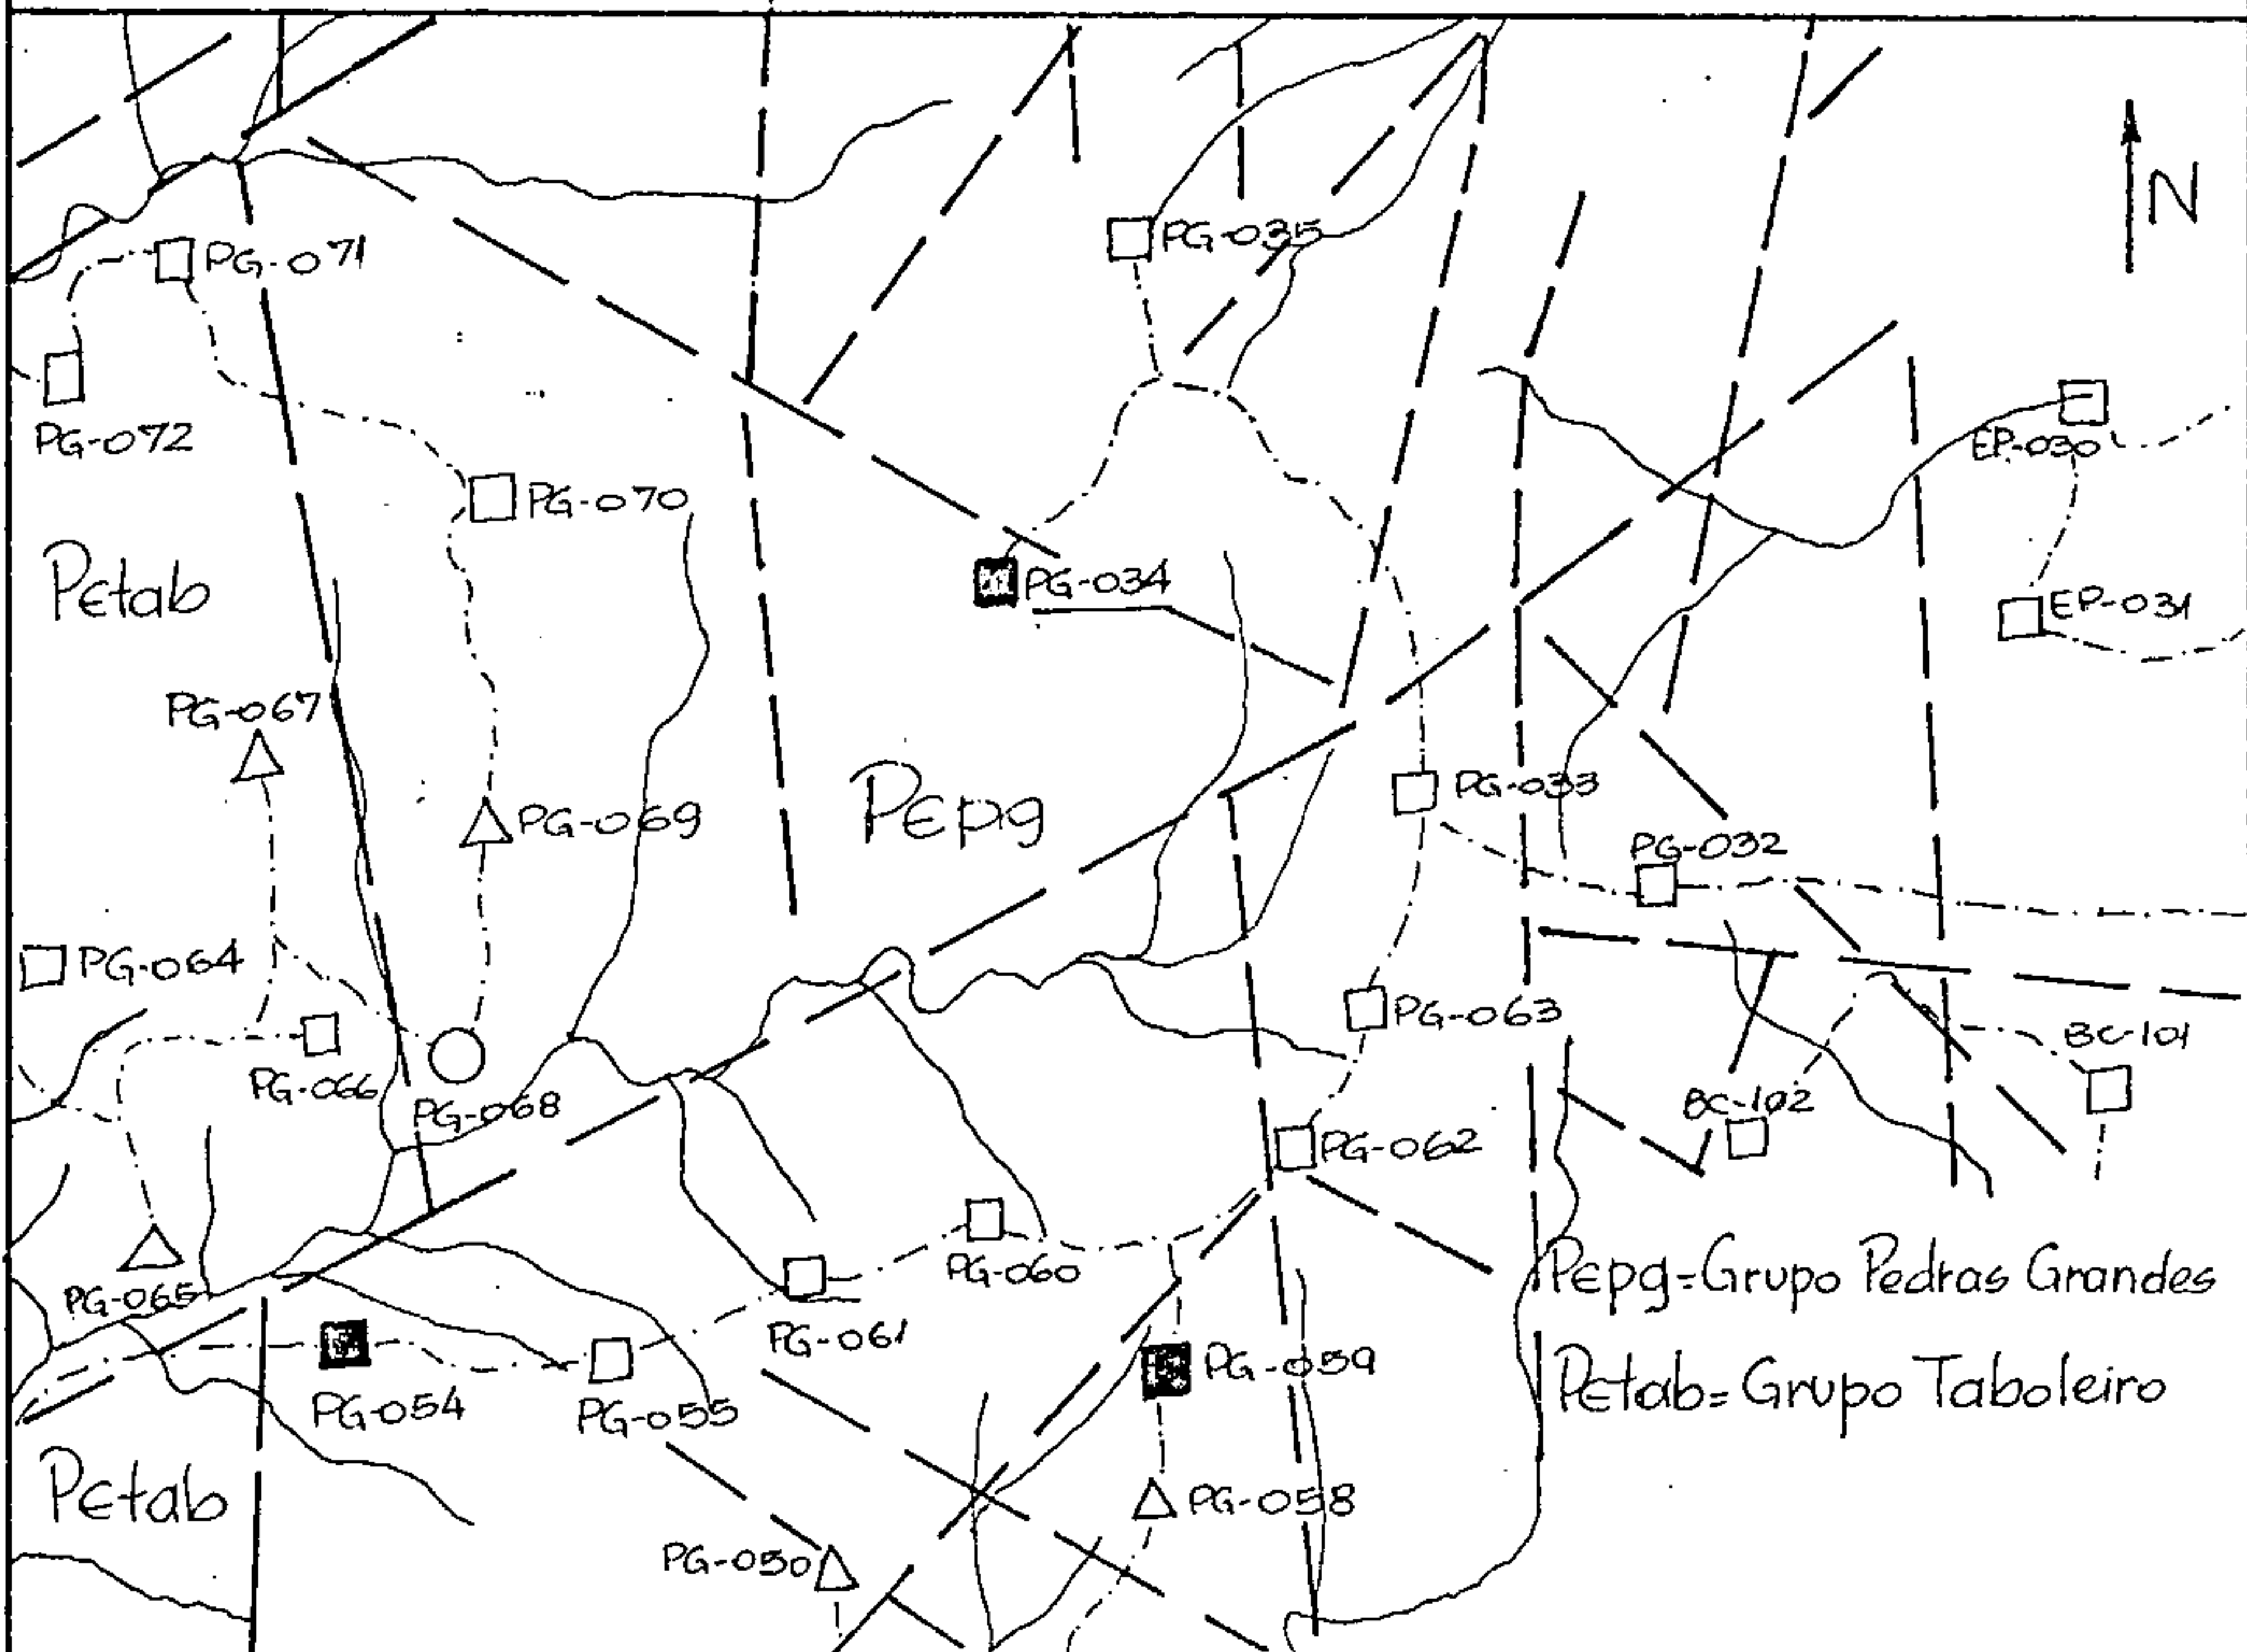 N
PG-035
PG-071
PG-072
EP-030
PG-070
Petab
PG-034
EP-031
PG-067
PG-033
Pepg
PG-069
PG-032
PG-064
PG-063
BC-101
PG-066
PG-068
BC-102
PG-062
PG-060
PG-065
Pepg=Grupo Pedras Grandes
PG-061
PG-059
Petab=Grupo Taboleiro
PG-054
PG-055
Petab
PG-058
PG-050